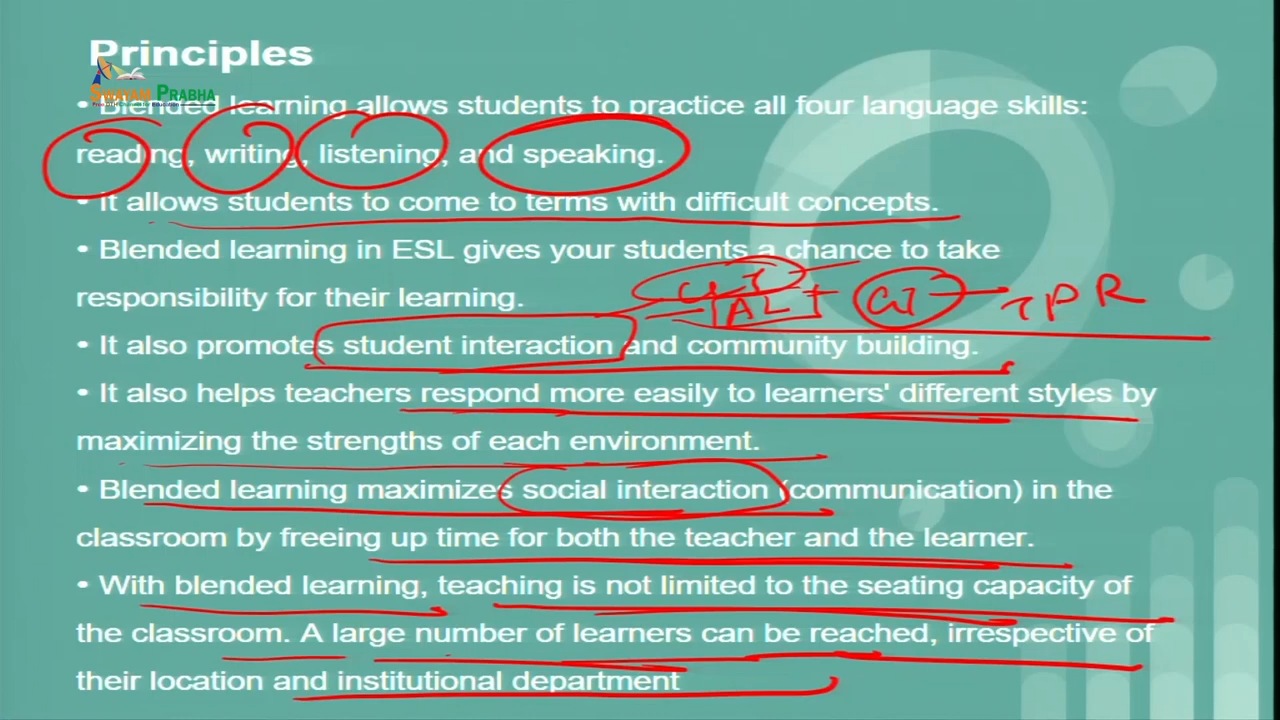 Principles
SWAYAM PRABHA
• Blended learning allows students to practice all four language skills:
reading, writing, listening, and speaking.
• It allows students to come to terms with difficult concepts.
• Blended learning in ESL gives your students a chance to take
responsibility for their learning.
+ → PR
• It also promotes student interaction and community building.
• It also helps teachers respond more easily to learners' different styles by
maximizing the strengths of each environment.
• Blended learning maximizes social interaction (communication) in the
classroom by freeing up time for both the teacher and the learner.
• With blended learning, teaching is not limited to the seating capacity of
the classroom. A large number of learners can be reached, irrespective of
their location and institutional department